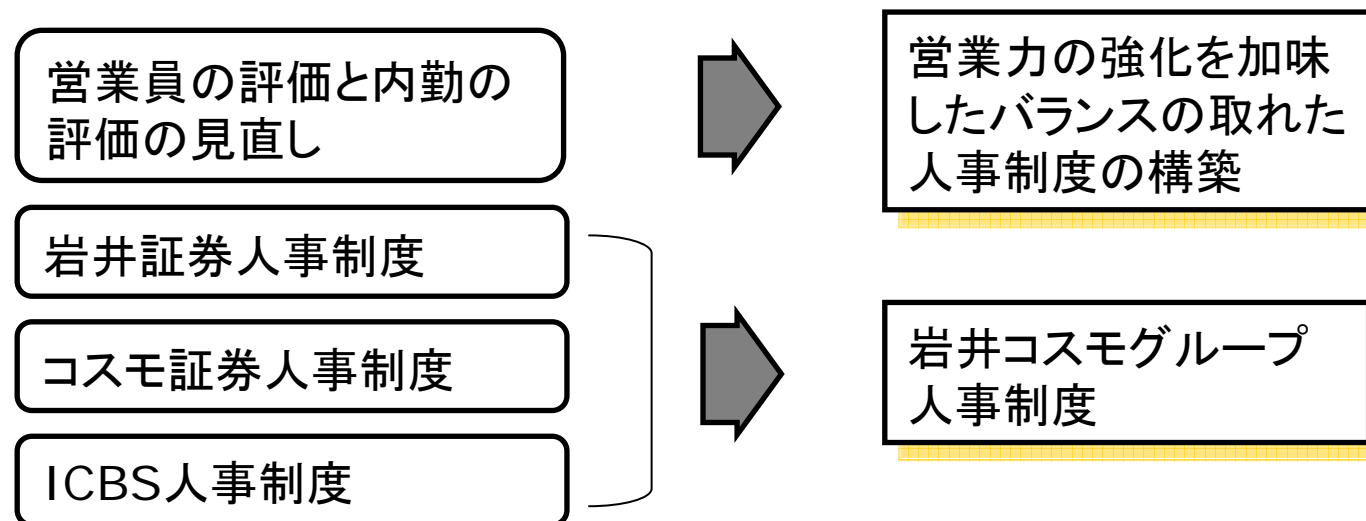 営業員の評価と内勤の
評価の見直し
営業力の強化を加味
したバランスの取れた
人事制度の構築
岩井証券人事制度
コスモ証券人事制度
ICBS人事制度
岩井コスモグループ
人事制度